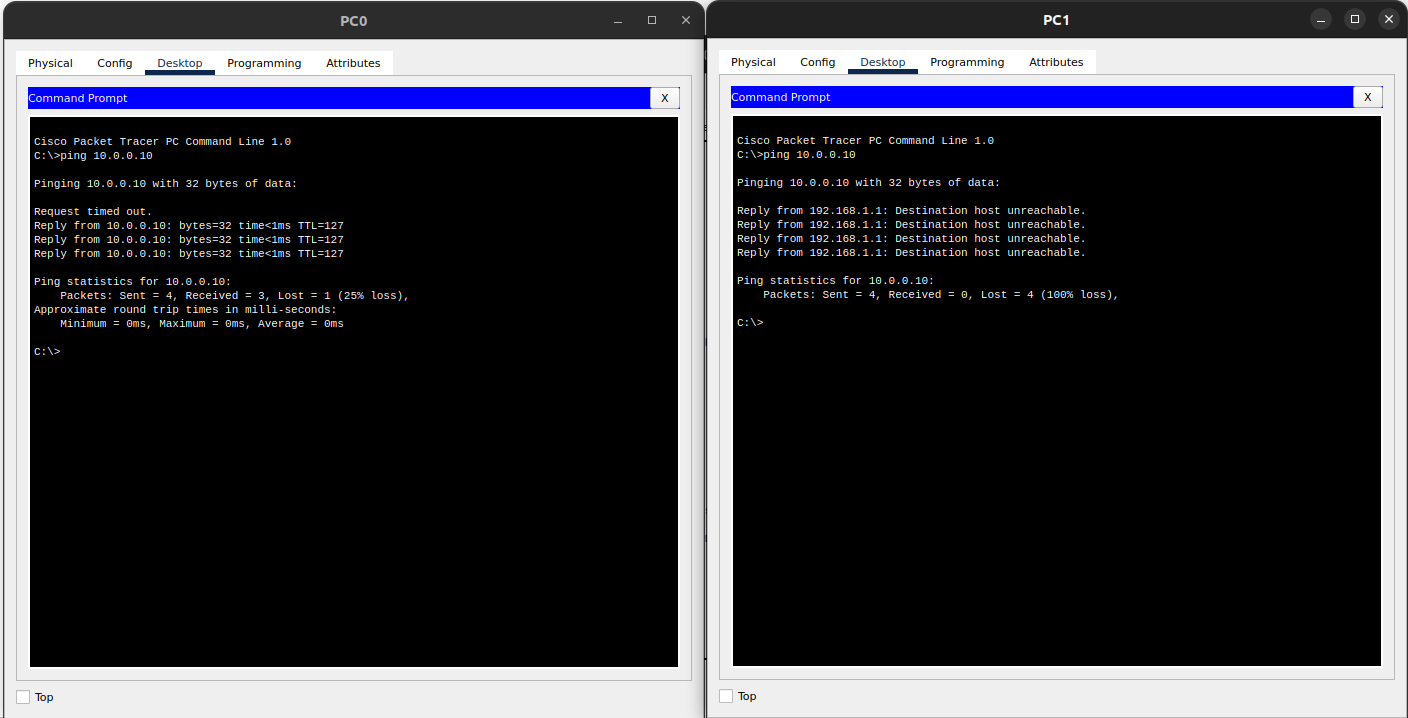 PC0
Physical Config Desktop Programming Attributes
Command Prompt X
Cisco Packet Tracer PC Command Line 1.0
C:\>ping 10.0.0.10
Pinging 10.0.0.10 with 32 bytes of data:
Request timed out.
Reply from 10.0.0.10: bytes=32 time<1ms TTL=127
Reply from 10.0.0.10: bytes=32 time<1ms TTL=127
Reply from 10.0.0.10: bytes=32 time<1ms TTL=127
Ping statistics for 10.0.0.10:
    Packets: Sent = 4, Received = 3, Lost = 1 (25% loss),
Approximate round trip times in milli-seconds:
    Minimum = 0ms, Maximum = 0ms, Average = 0ms
C:\>
Top
PC1
Physical Config Desktop Programming Attributes
Command Prompt X
Cisco Packet Tracer PC Command Line 1.0
C:\>ping 10.0.0.10
Pinging 10.0.0.10 with 32 bytes of data:
Reply from 192.168.1.1: Destination host unreachable.
Reply from 192.168.1.1: Destination host unreachable.
Reply from 192.168.1.1: Destination host unreachable.
Reply from 192.168.1.1: Destination host unreachable.
Ping statistics for 10.0.0.10:
    Packets: Sent = 4, Received = 0, Lost = 4 (100% loss),
C:\>
Top